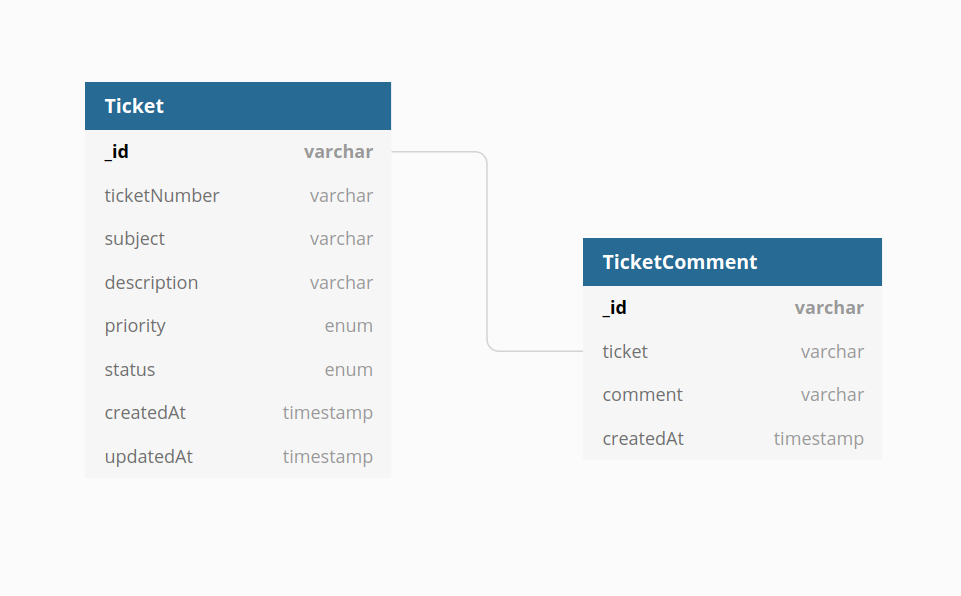 Ticket
_id varchar
ticketNumber varchar
subject varchar
description varchar
priority enum
status enum
createdAt timestamp
updatedAt timestamp
TicketComment
_id varchar
ticket varchar
comment varchar
createdAt timestamp